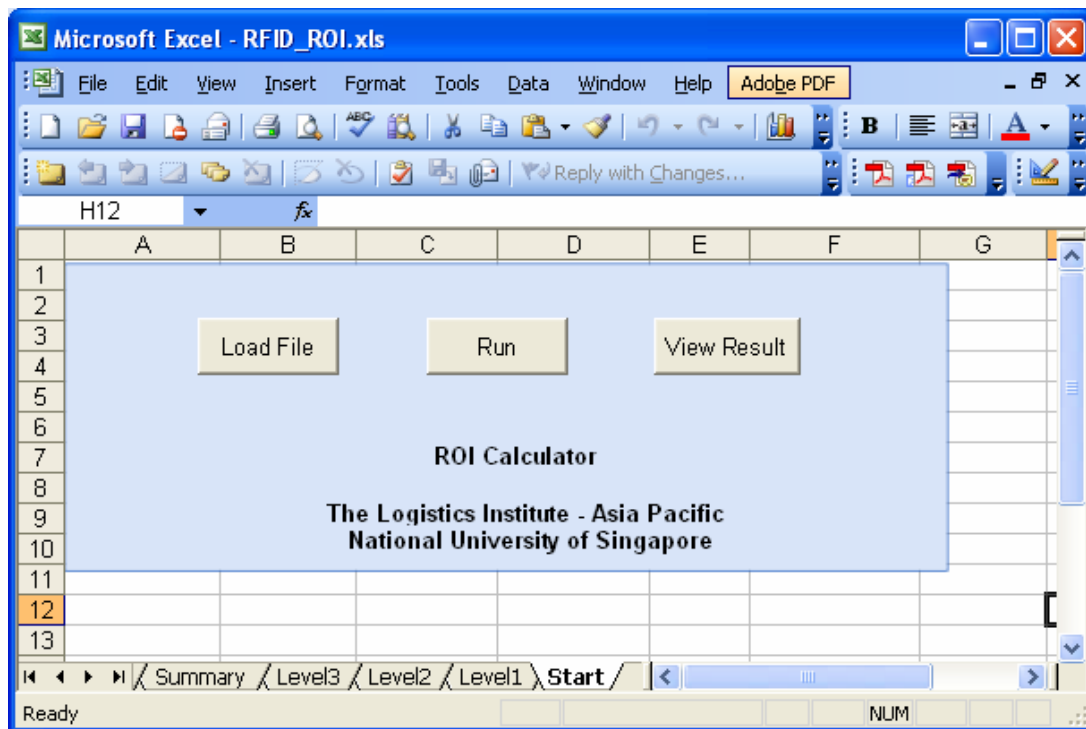 Microsoft Excel - RFID_ROI.xls
File Edit View Insert Format Tools Data Window Help Adobe PDF
ABC B A
Reply with Changes...
H12 fx
A B C D E F G
1
2
3
4
5
6
7
8
9
10
11
12
13
Load File Run View Result
ROI Calculator
The Logistics Institute - Asia Pacific
National University of Singapore
Summary Level3 Level2 Level1 Start
Ready NUM